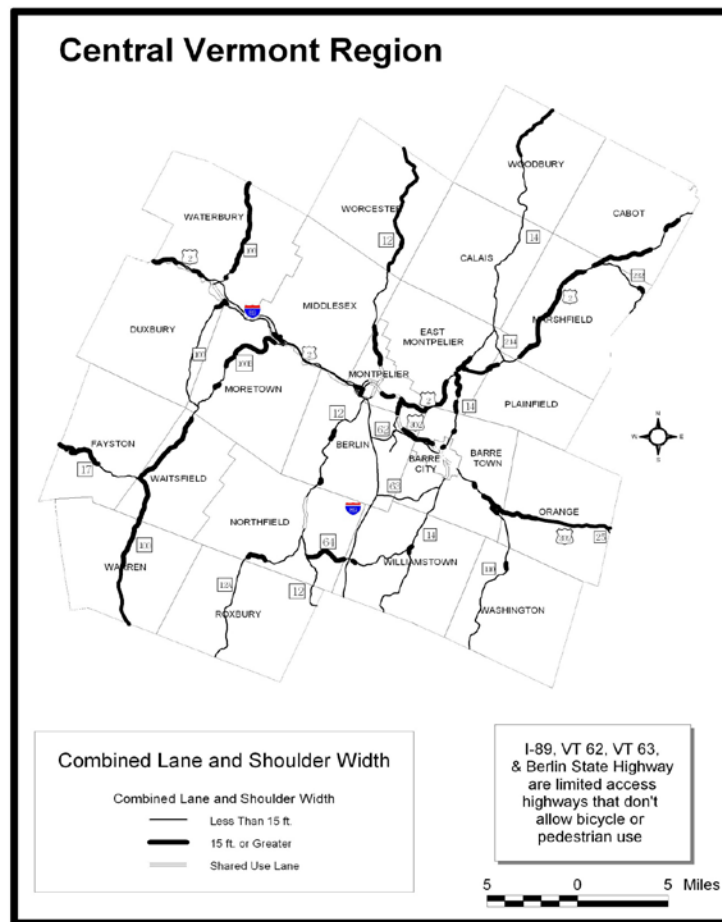 Central Vermont Region
WOODBURY
CABOT
WORCESTER
WATERBURY
12
14
100
CALAIS
2
232
MIDDLESEX
2
MARSHFIELD
DUXBURY
EAST
MONTPELIER
2
214
100
100B
MONTPELIER
MORETOWN
2
14
PLAINFIELD
12
62
302
FAYSTON
BERLIN
BARRE
CITY
BARRE
TOWN
17
WAITSFIELD
63
ORANGE
NORTHFIELD
302
25
64
14
100
WARREN
WILLIAMSTOWN
110
12A
12
ROXBURY
WASHINGTON
N
W
E
S
Combined Lane and Shoulder Width
Combined Lane and Shoulder Width
Less Than 15 ft.
15 ft. or Greater
Shared Use Lane
I-89, VT 62, VT 63,
& Berlin State Highway
are limited access
highways that don't
allow bicycle or
pedestrian use
5 0 5 Miles